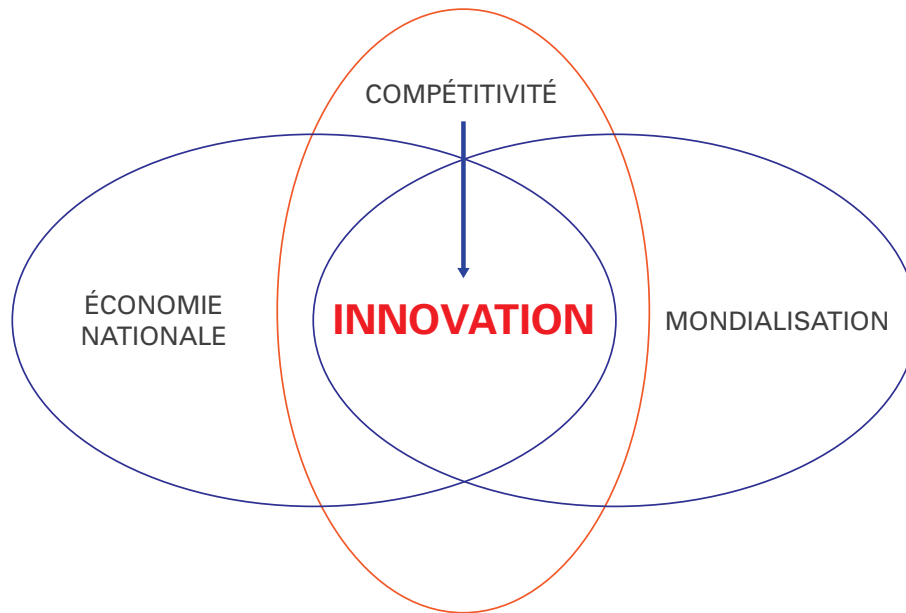 COMPÉTITIVITÉ
ÉCONOMIE
NATIONALE
INNOVATION
MONDIALISATION